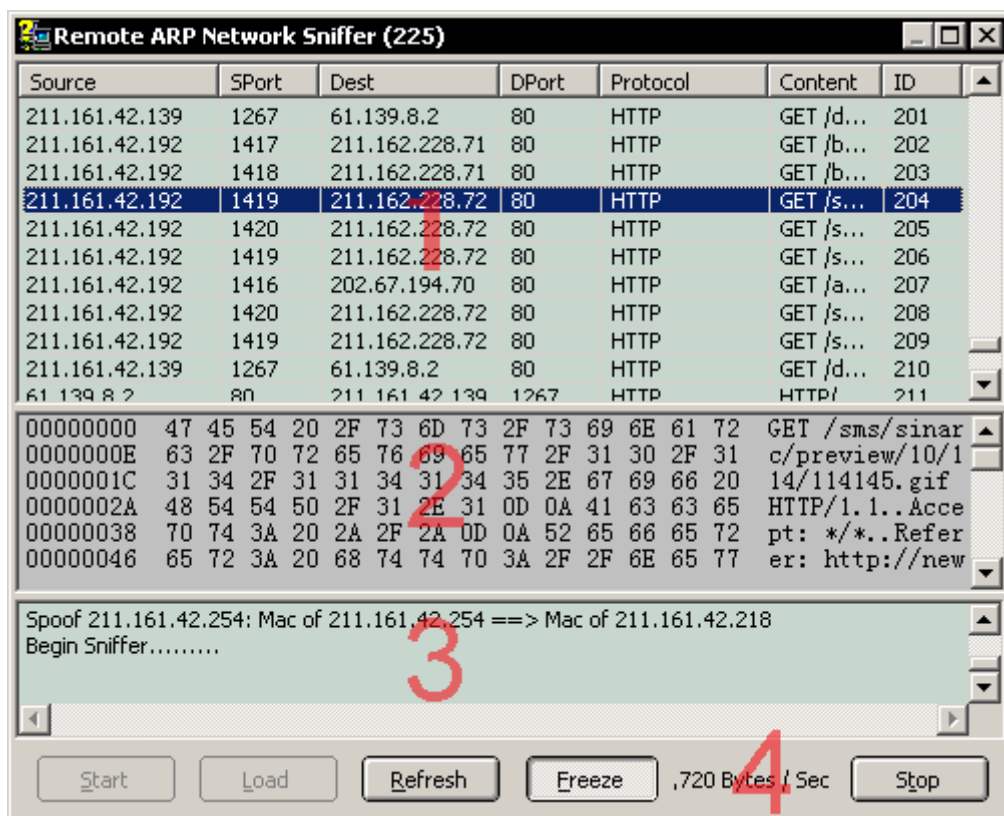 Remote ARP Network Sniffer (225)
Source SPort Dest DPort Protocol Content ID
211.161.42.139 1267 61.139.8.2 80 HTTP GET /d... 201
211.161.42.192 1417 211.162.228.71 80 HTTP GET /b... 202
211.161.42.192 1418 211.162.228.71 80 HTTP GET /b... 203
211.161.42.192 1419 211.162.228.72 80 HTTP GET /s... 204
211.161.42.192 1420 211.162.228.72 80 HTTP GET /s... 205
211.161.42.192 1419 211.162.228.72 80 HTTP GET /s... 206
211.161.42.192 1416 202.67.194.70 80 HTTP GET /a... 207
211.161.42.192 1420 211.162.228.72 80 HTTP GET /s... 208
211.161.42.192 1419 211.162.228.72 80 HTTP GET /s... 209
211.161.42.139 1267 61.139.8.2 80 HTTP GET /d... 210
61.139.8.2 80 211.161.42.139 1267 HTTP HTTP/ 211
1
00000000 47 45 54 20 2F 73 6D 73 2F 73 69 6E 61 72 GET /sms/sinar
0000000E 63 2F 70 72 65 76 69 65 77 2F 31 30 2F 31 c/preview/10/1
0000001C 31 34 2F 31 31 34 31 34 35 2E 67 69 66 20 14/114145.gif
0000002A 48 54 54 50 2F 31 2E 31 0D 0A 41 63 63 65 HTTP/1.1..Acce
00000038 70 74 3A 20 2A 2F 2A 0D 0A 52 65 66 65 72 pt: */*..Refer
00000046 65 72 3A 20 68 74 74 70 3A 2F 2F 6E 65 77 er: http://new
2
Spoof 211.161.42.254: Mac of 211.161.42.254 ==> Mac of 211.161.42.218
Begin Sniffer.........
3
Start Load Refresh Freeze ,720 Bytes / Sec Stop
4